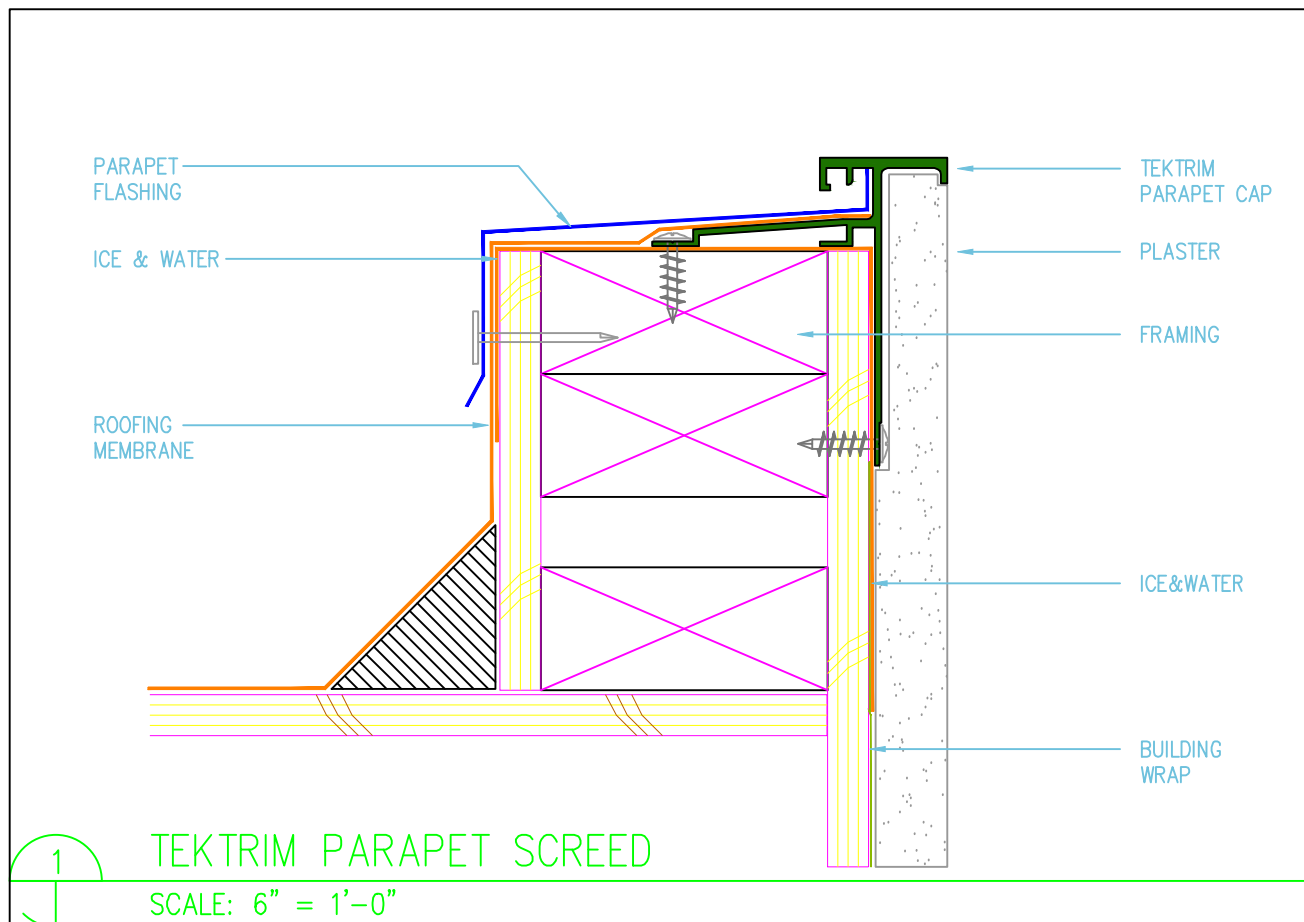 PARAPET
FLASHING
ICE & WATER
ROOFING
MEMBRANE
TEKTRIM
PARAPET CAP
PLASTER
FRAMING
ICE&WATER
BUILDING
WRAP
1
TEKTRIM PARAPET SCREED
SCALE: 6" = 1'-0"